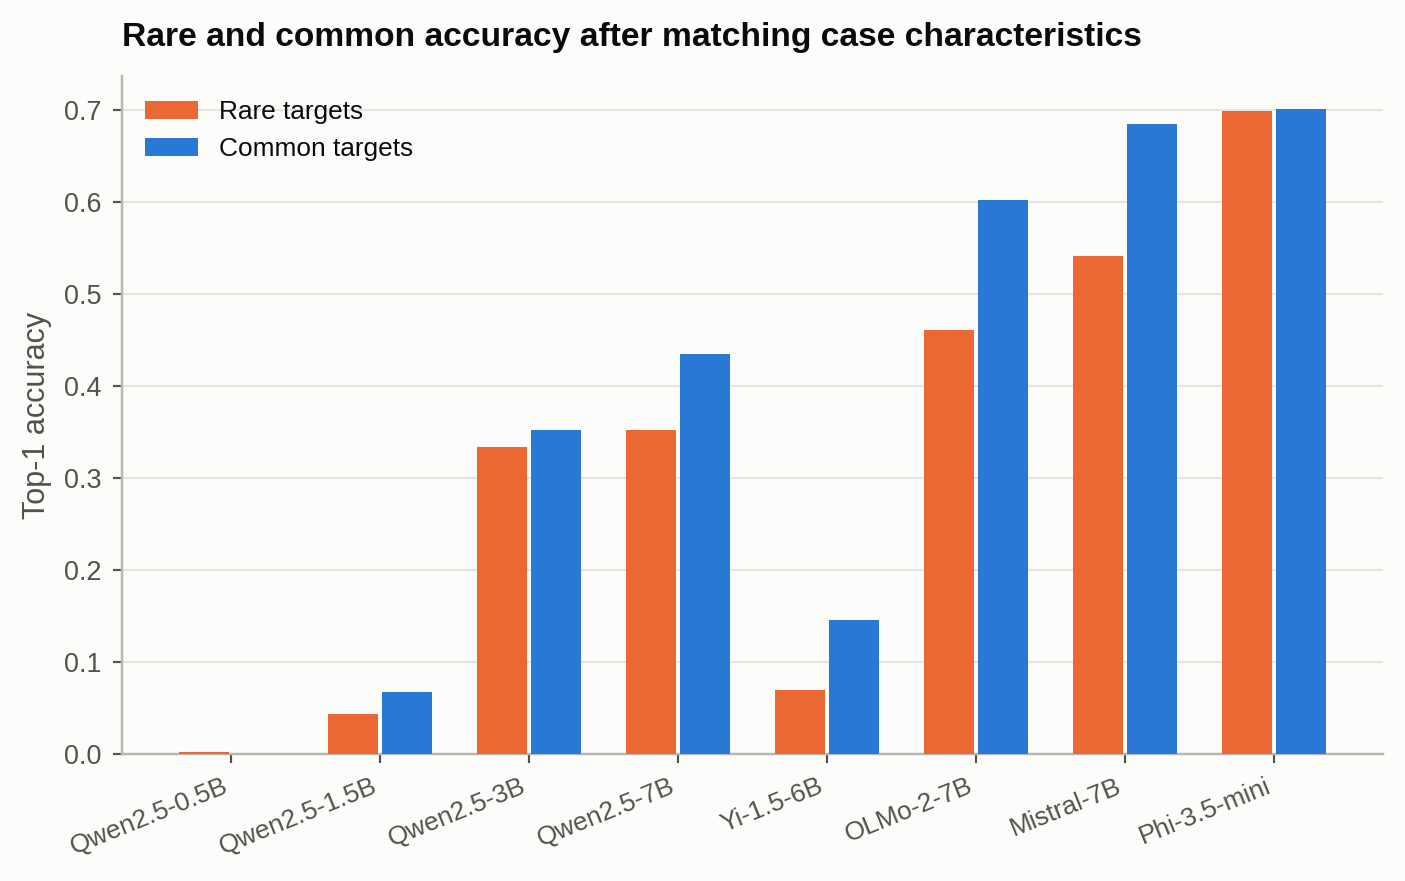 Rare and common accuracy after matching case characteristics
Rare targets
Common targets
Top-1 accuracy
0.7
0.6
0.5
0.4
0.3
0.2
0.1
0.0
Qwen2.5-0.5B
Qwen2.5-1.5B
Qwen2.5-3B
Qwen2.5-7B
Yi-1.5-6B
OLMo-2-7B
Mistral-7B
Phi-3.5-mini